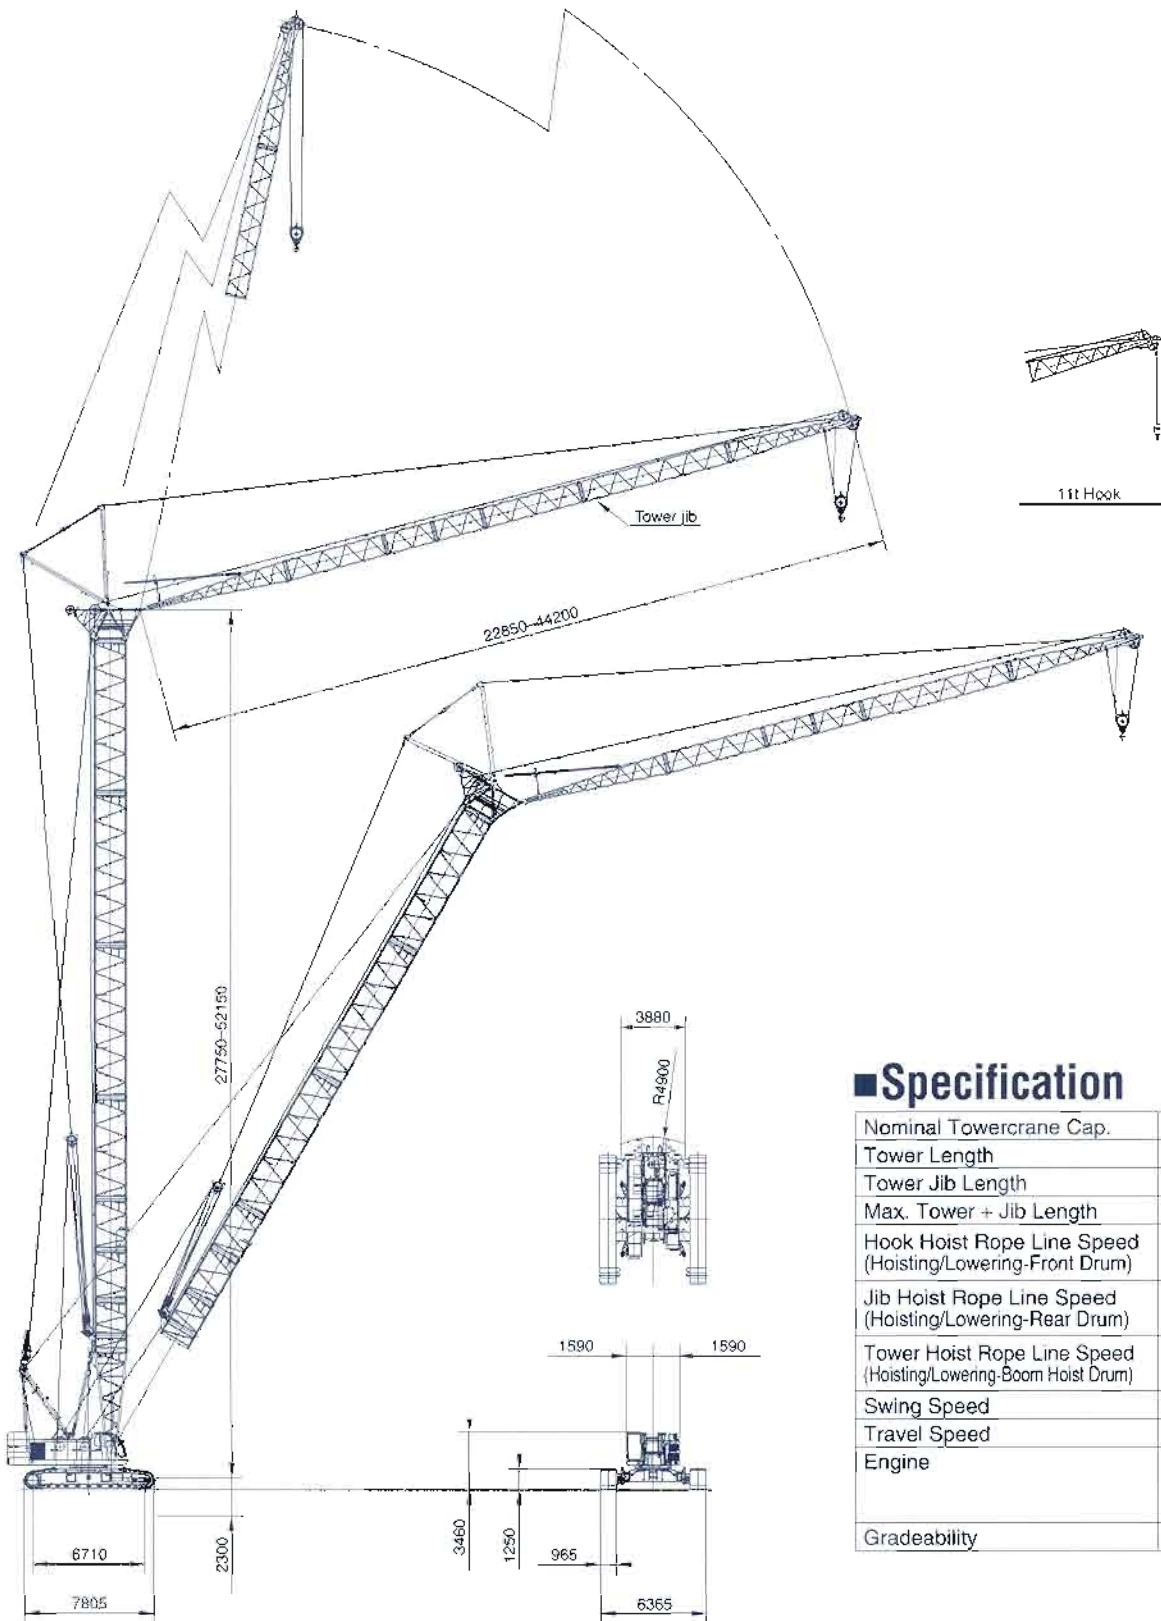 11t Hook
Tower jib
22850-44200
27750-52150
3880
R4900
■Specification
Nominal Towercrane Cap.
Tower Length
Tower Jib Length
Max. Tower + Jib Length
Hook Hoist Rope Line Speed
(Hoisting/Lowering-Front Drum)
Jib Hoist Rope Line Speed
(Hoisting/Lowering-Rear Drum)
Tower Hoist Rope Line Speed
(Hoisting/Lowering-Boom Hoist Drum)
Swing Speed
Travel Speed
Engine
Gradeability
1590
1590
2300
3460
1250
965
6710
7805
6365